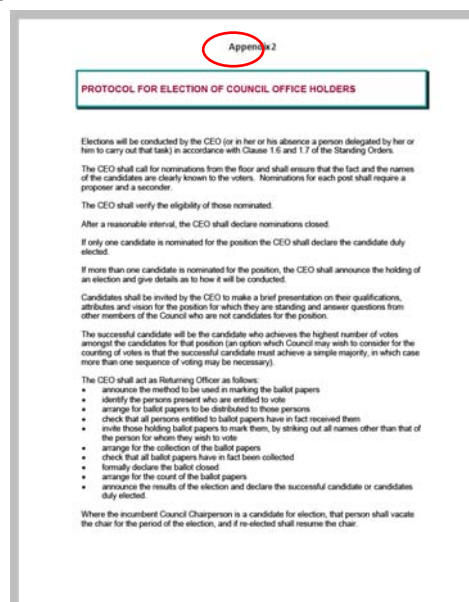 Appendix 2
PROTOCOL FOR ELECTION OF COUNCIL OFFICE HOLDERS
Elections will be conducted by the CEO (or in her or his absence a person delegated by her or
him to carry out that task) in accordance with Clause 1.6 and 1.7 of the Standing Orders.
The CEO shall call for nominations from the floor and shall ensure that the fact and the names
of the candidates are clearly known to the voters.  Nominations for each post shall require a
proposer and a seconder.
The CEO shall verify the eligibility of those nominated.
After a reasonable interval, the CEO shall declare nominations closed.
If only one candidate is nominated for the position the CEO shall declare the candidate duly
elected.
If more than one candidate is nominated for the position, the CEO shall announce the holding of
an election and give details as to how it will be conducted.
Candidates shall be invited by the CEO to make a brief presentation on their qualifications,
attributes and vision for the position for which they are standing and answer questions from
other members of the Council who are not candidates for the position.
The successful candidate will be the candidate who achieves the highest number of votes
amongst the candidates for that position (an option which Council may wish to consider for the
counting of votes is that the successful candidate must achieve a simple majority, in which case
more than one sequence of voting may be necessary).
The CEO shall act as Returning Officer as follows:
• announce the method to be used in marking the ballot papers
• identify the persons present who are entitled to vote
• arrange for ballot papers to be distributed to those persons
• check that all persons entitled to ballot papers have in fact received them
• invite those holding ballot papers to mark them, by striking out all names other than that of
the person for whom they wish to vote
• arrange for the collection of the ballot papers
• check that all ballot papers have in fact been collected
• formally declare the ballot closed
• arrange for the count of the ballot papers
• announce the results of the election and declare the successful candidate or candidates
duly elected.
Where the incumbent Council Chairperson is a candidate for election, that person shall vacate
the chair for the period of the election, and if re-elected shall resume the chair.